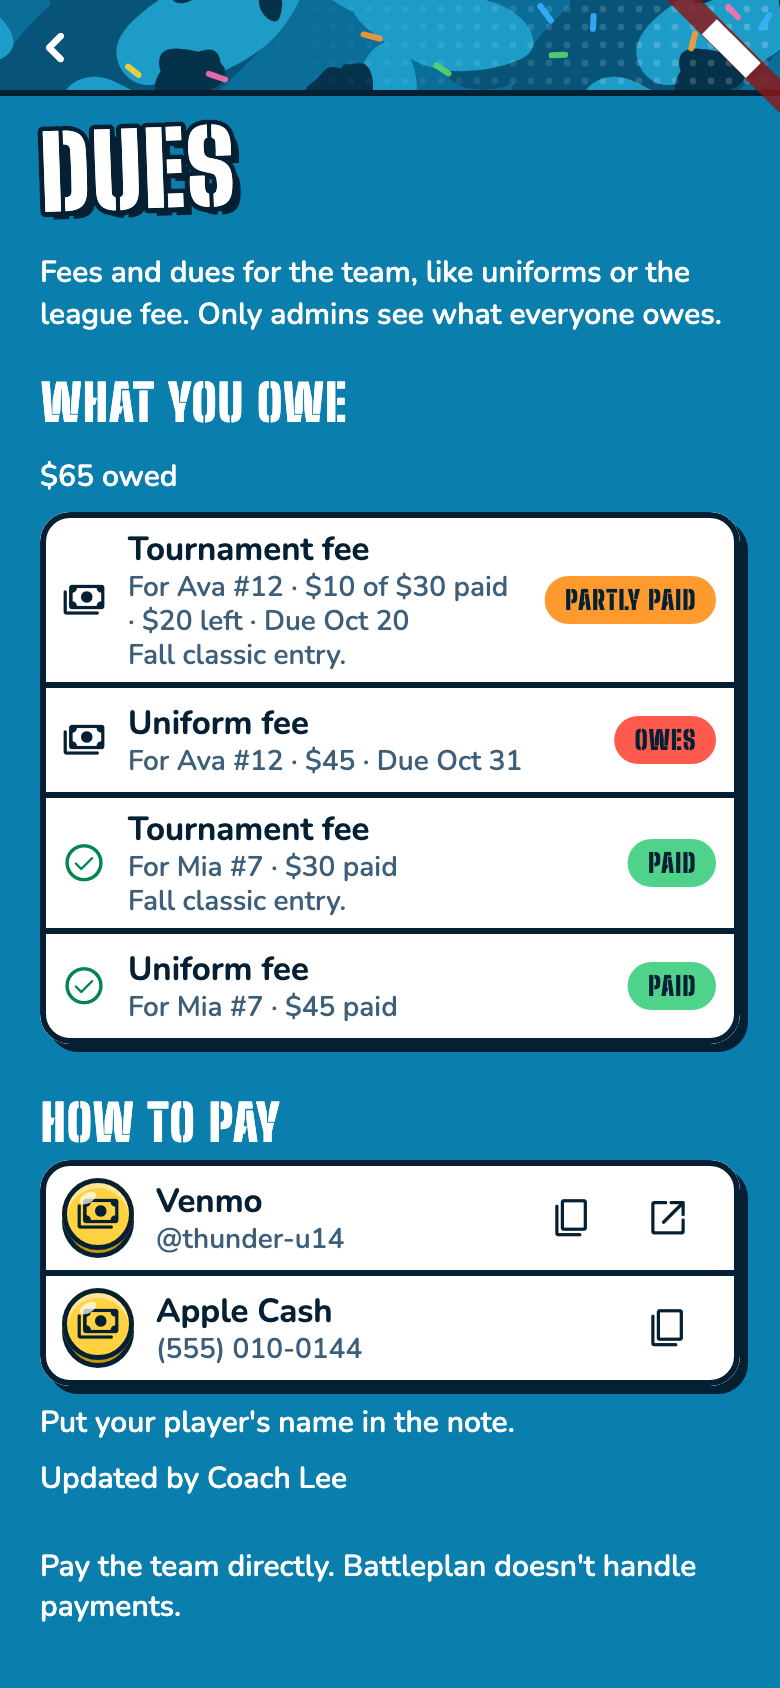 DUES
Fees and dues for the team, like uniforms or the
league fee. Only admins see what everyone owes.
WHAT YOU OWE
$65 owed
Tournament fee
For Ava #12 · $10 of $30 paid
· $20 left · Due Oct 20
Fall classic entry.
PARTLY PAID
Uniform fee
For Ava #12 · $45 · Due Oct 31
OWES
Tournament fee
For Mia #7 · $30 paid
Fall classic entry.
PAID
Uniform fee
For Mia #7 · $45 paid
PAID
HOW TO PAY
Venmo
@thunder-u14
Apple Cash
(555) 010-0144
Put your player's name in the note.
Updated by Coach Lee
Pay the team directly. Battleplan doesn't handle
payments.